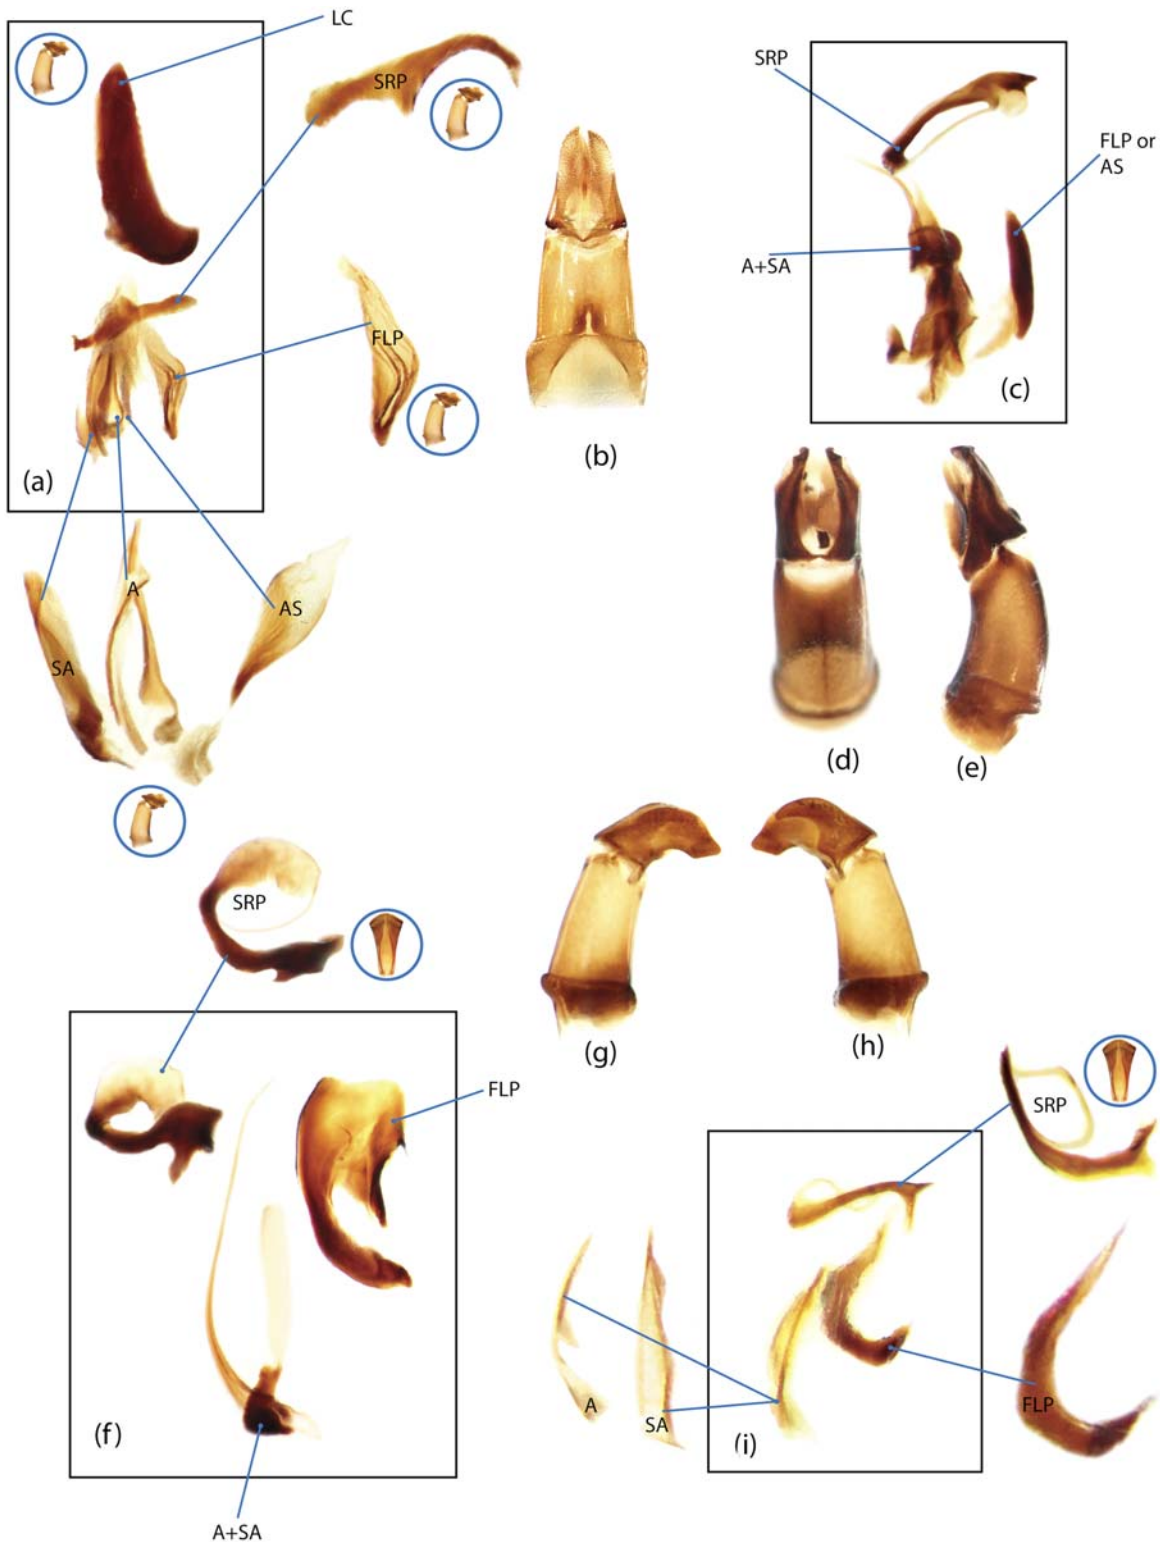 LC
SRP
SRP
FLP or
AS
A+SA
FLP
(a)
(b)
(c)
A
AS
SA
(d)
(e)
SRP
(g)
(h)
FLP
SRP
A
SA
FLP
(f)
(i)
A+SA